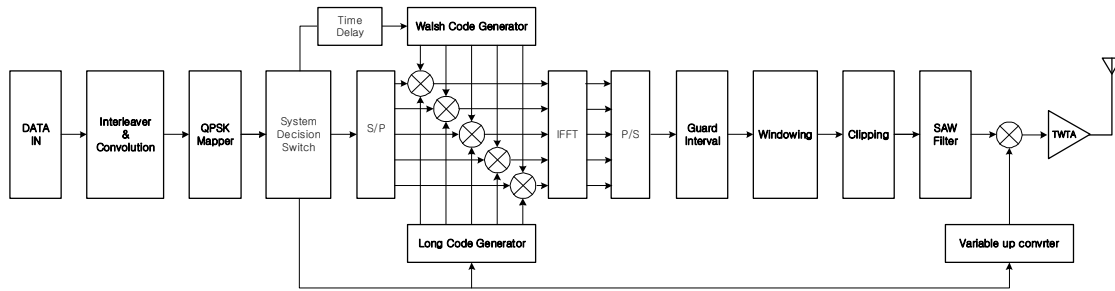 Time
Delay
Walsh Code Generator
DATA
IN
Interleaver
&
Convolution
QPSK
Mapper
System
Decision
Switch
S/P
IFFT
P/S
Guard
Interval
Windowing
Clipping
SAW
Filter
TWTA
Long Code Generator
Variable up convrter